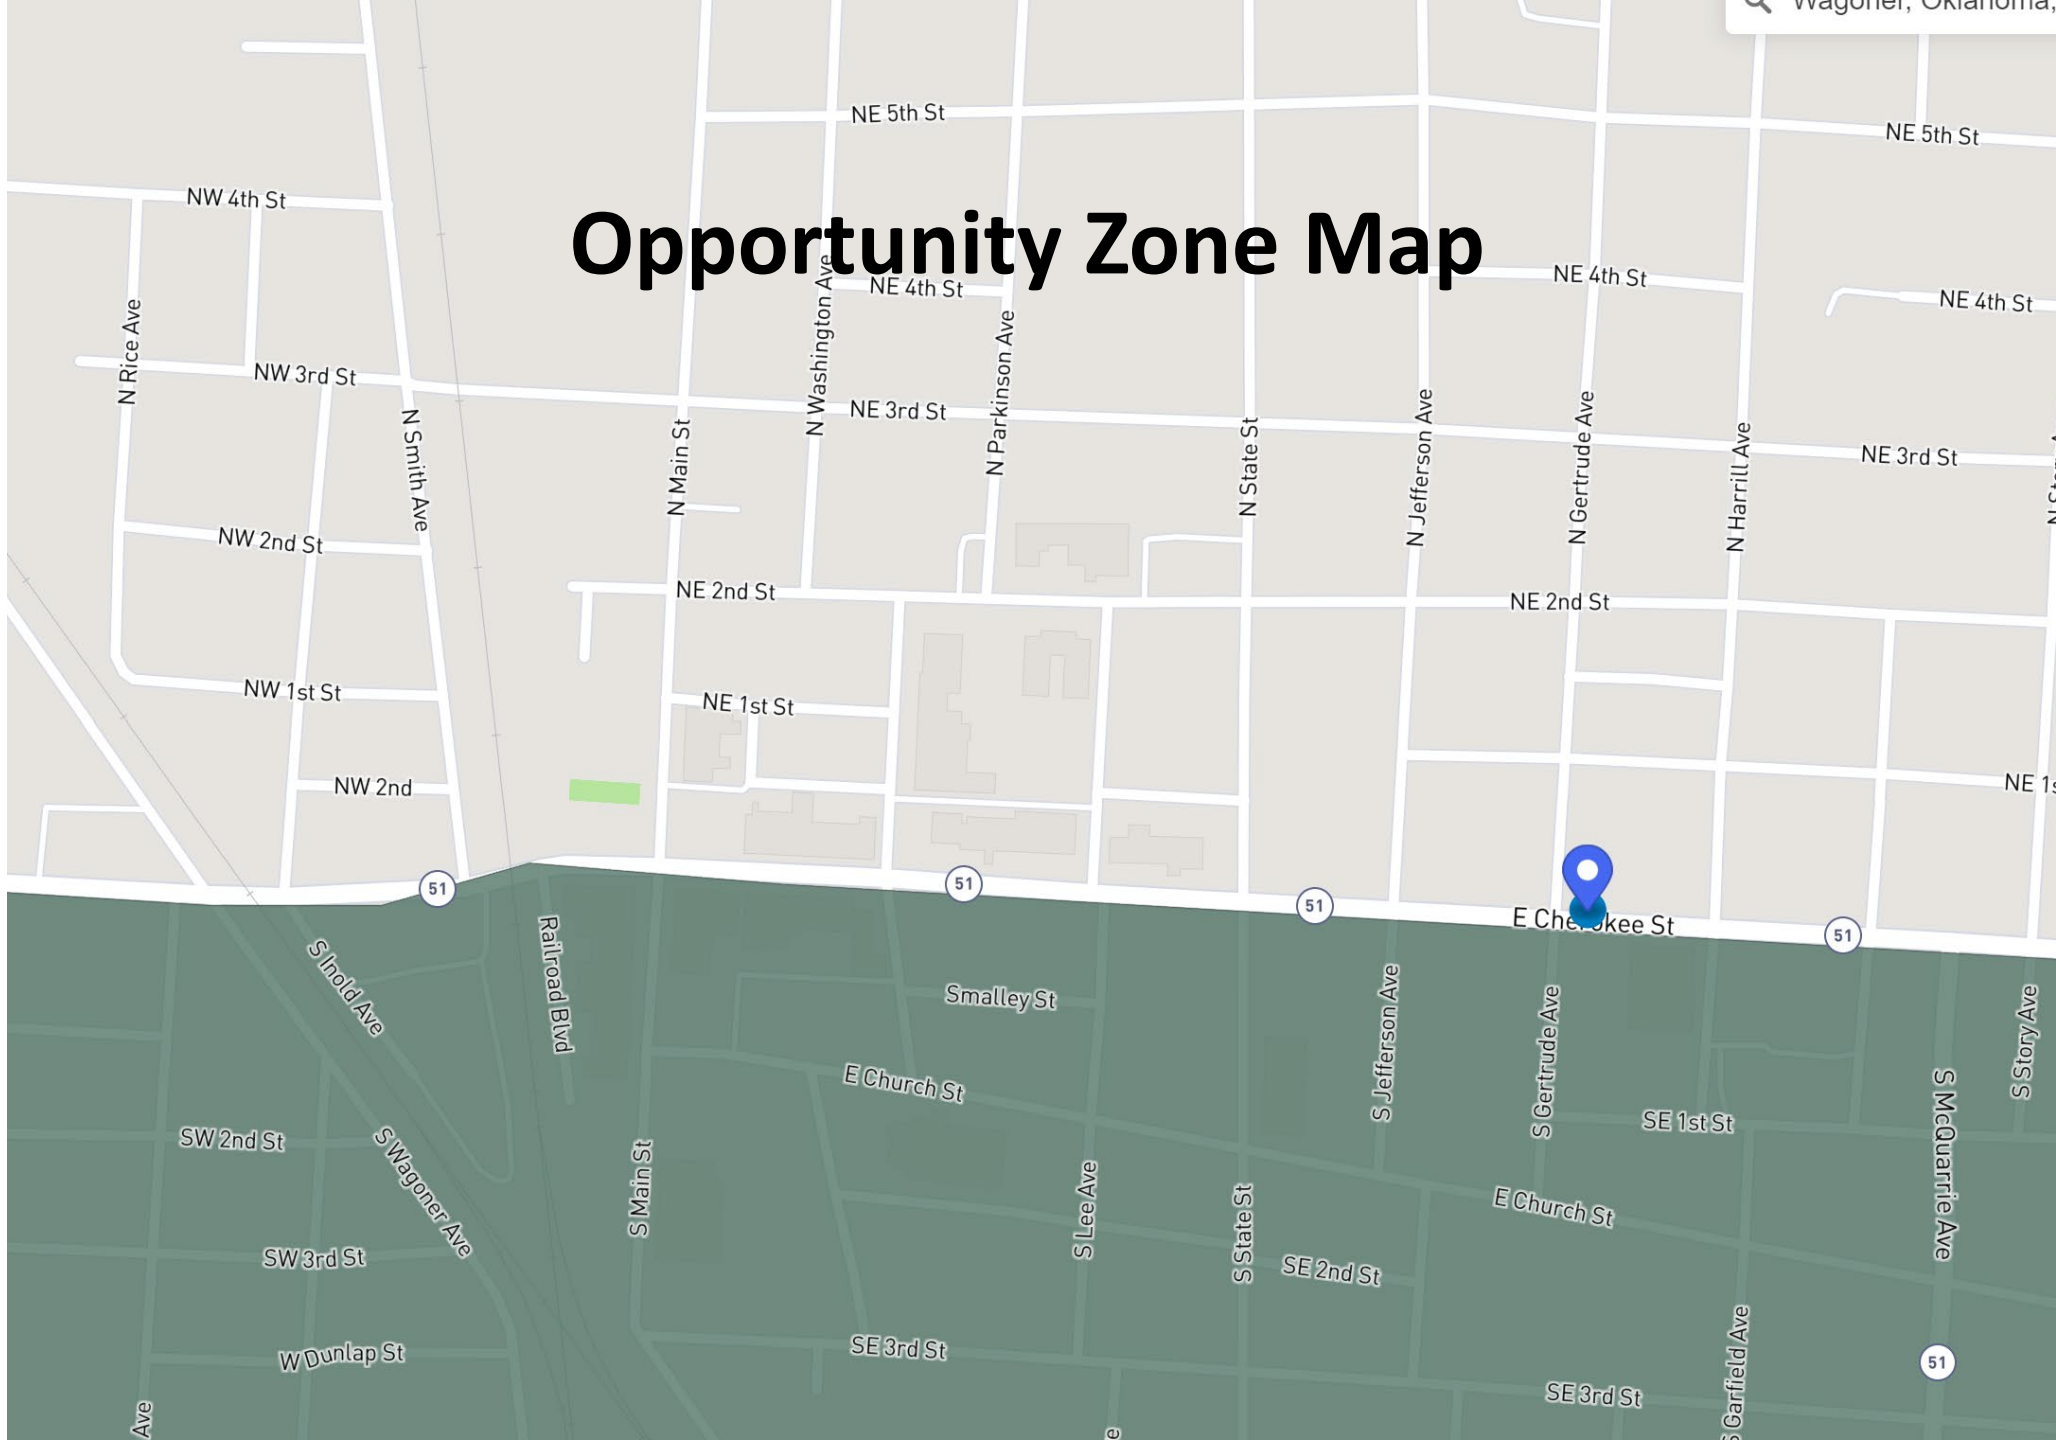 Wagoner, Oklahoma,
NE 5th St
NE 5th St
NW 4th St
Opportunity Zone Map
NE 4th St
NE 4th St
NE 4th St
N Rice Ave
N Washington Ave
N Parkinson Ave
NW 3rd St
NE 3rd St
NE 3rd St
N Smith Ave
N Main St
N State St
N Jefferson Ave
N Gertrude Ave
N Harrill Ave
NW 2nd St
NE 2nd St
NE 2nd St
NW 1st St
NE 1st St
NW 2nd
NE 1s
51
51
51
E Cherokee St
51
S Inold Ave
Railroad Blvd
Smalley St
S Jefferson Ave
S Gertrude Ave
S Story Ave
E Church St
SE 1st St
S McQuarrie Ave
SW 2nd St
S Wagoner Ave
S Main St
S Lee Ave
S State St
E Church St
SW 3rd St
SE 2nd St
W Dunlap St
SE 3rd St
51
SE 3rd St
S Garfield Ave
Ave
e